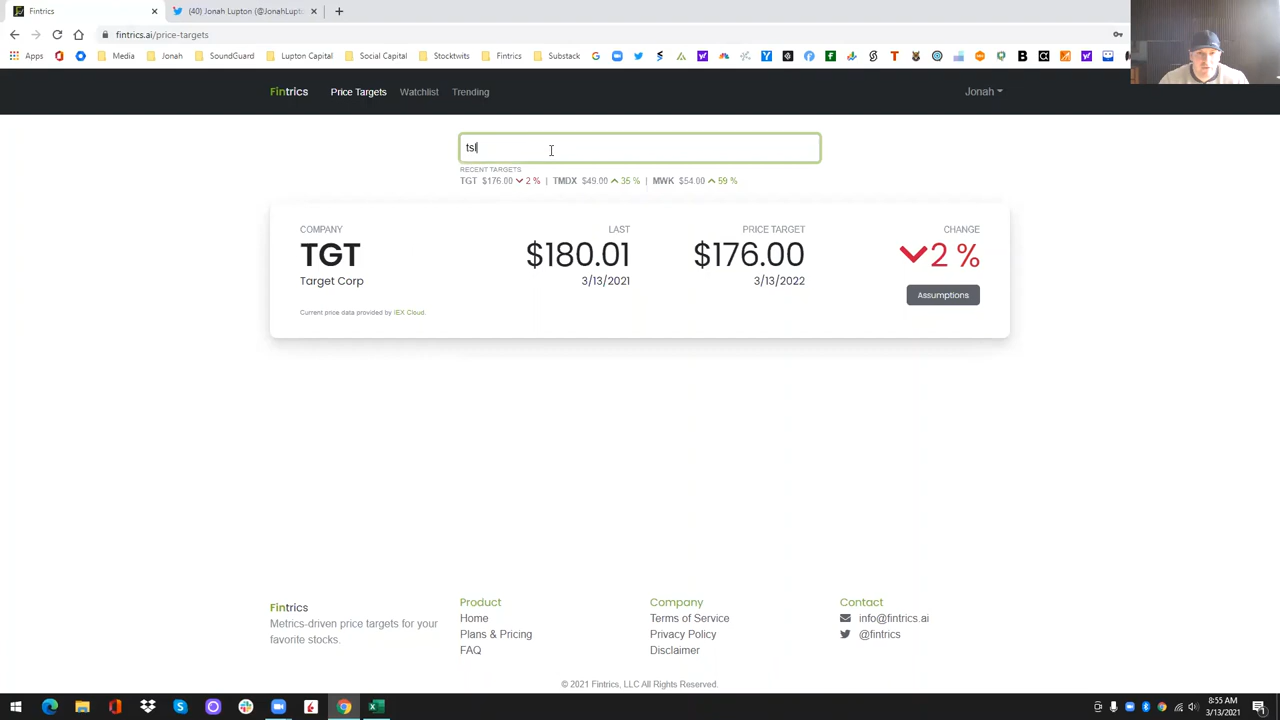 Fintrics
(40) Jonah Lupton (@JonahLupton
fintrics.ai/price-targets
Apps Media Jonah SoundGuard Lupton Capital Social Capital Stocktwits Fintrics Substack
Fintrics Price Targets Watchlist Trending Jonah
tsl
RECENT TARGETS
TGT $176.00 2 % | TMDX $49.00 35 % | MWK $54.00 59 %
COMPANY LAST PRICE TARGET CHANGE
TGT $180.01 $176.00 2 %
Target Corp 3/13/2021 3/13/2022
Assumptions
Current price data provided by IEX Cloud.
Fintrics Product Company Contact
Metrics-driven price targets for your Home Terms of Service info@fintrics.ai
favorite stocks. Plans & Pricing Privacy Policy @fintrics
FAQ Disclaimer
© 2021 Fintrics, LLC All Rights Reserved.
8:55 AM
3/13/2021